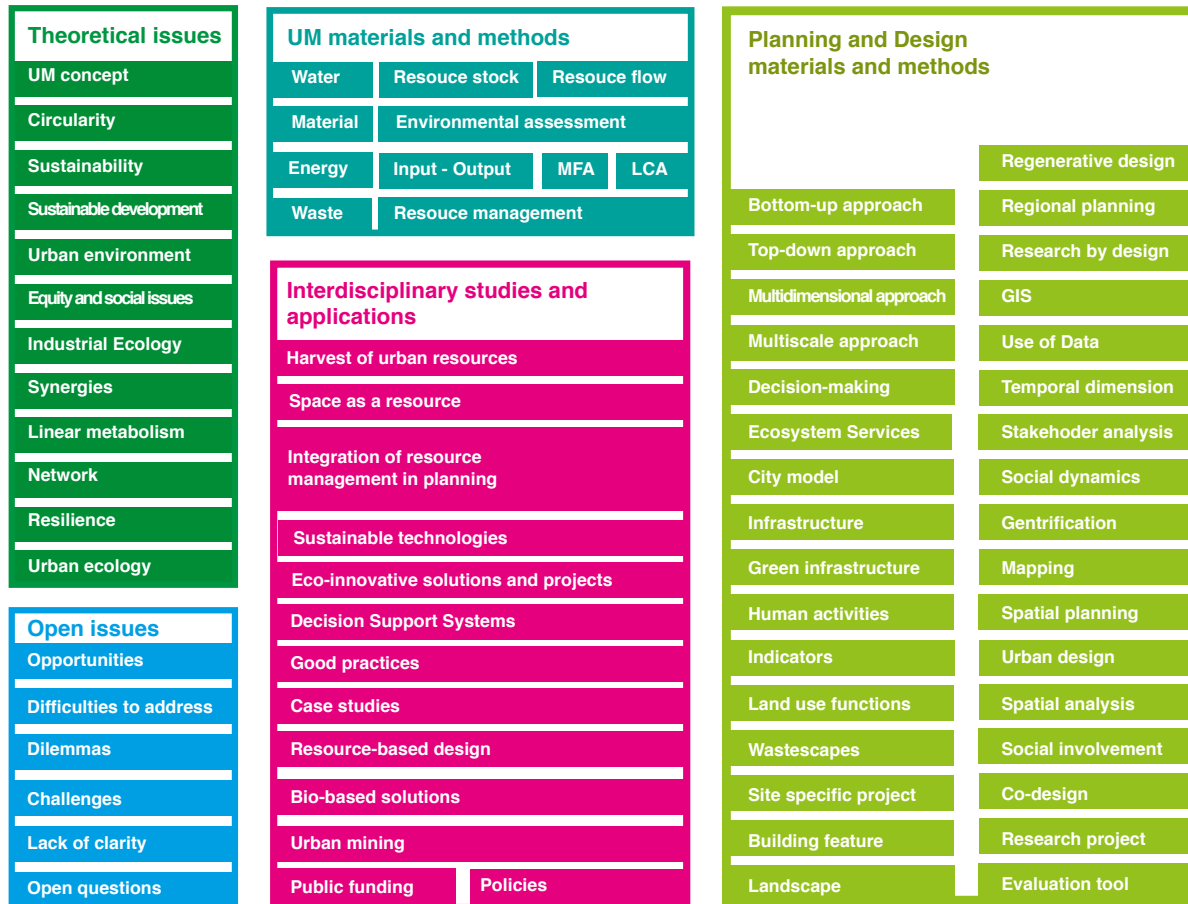 Theoretical issues
UM concept
Circularity
Sustainability
Sustainable development
Urban environment
Equity and social issues
Industrial Ecology
Synergies
Linear metabolism
Network
Resilience
Urban ecology
Open issues
Opportunities
Difficulties to address
Dilemmas
Challenges
Lack of clarity
Open questions
UM materials and methods
Water
Resouce stock
Resouce flow
Material
Environmental assessment
Energy
Input - Output
MFA
LCA
Waste
Resouce management
Interdisciplinary studies and
applications
Harvest of urban resources
Space as a resource
Integration of resource
management in planning
Sustainable technologies
Eco-innovative solutions and projects
Decision Support Systems
Good practices
Case studies
Resource-based design
Bio-based solutions
Urban mining
Public funding
Policies
Planning and Design
materials and methods
Bottom-up approach
Top-down approach
Multidimensional approach
Multiscale approach
Decision-making
Ecosystem Services
City model
Infrastructure
Green infrastructure
Human activities
Indicators
Land use functions
Wastescapes
Site specific project
Building feature
Landscape
Regenerative design
Regional planning
Research by design
GIS
Use of Data
Temporal dimension
Stakehoder analysis
Social dynamics
Gentrification
Mapping
Spatial planning
Urban design
Spatial analysis
Social involvement
Co-design
Research project
Evaluation tool